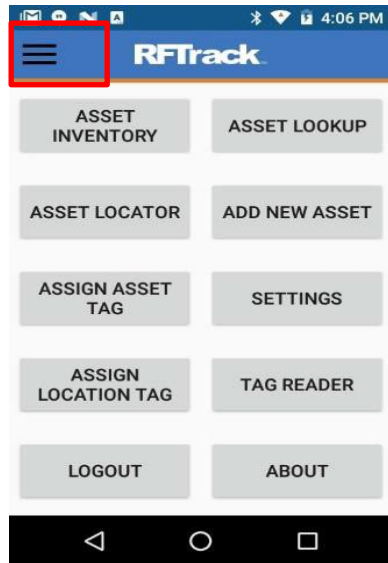 4:06 PM
RFTrack
ASSET
INVENTORY
ASSET LOOKUP
ASSET LOCATOR
ADD NEW ASSET
ASSIGN ASSET
TAG
SETTINGS
ASSIGN
LOCATION TAG
TAG READER
LOGOUT
ABOUT